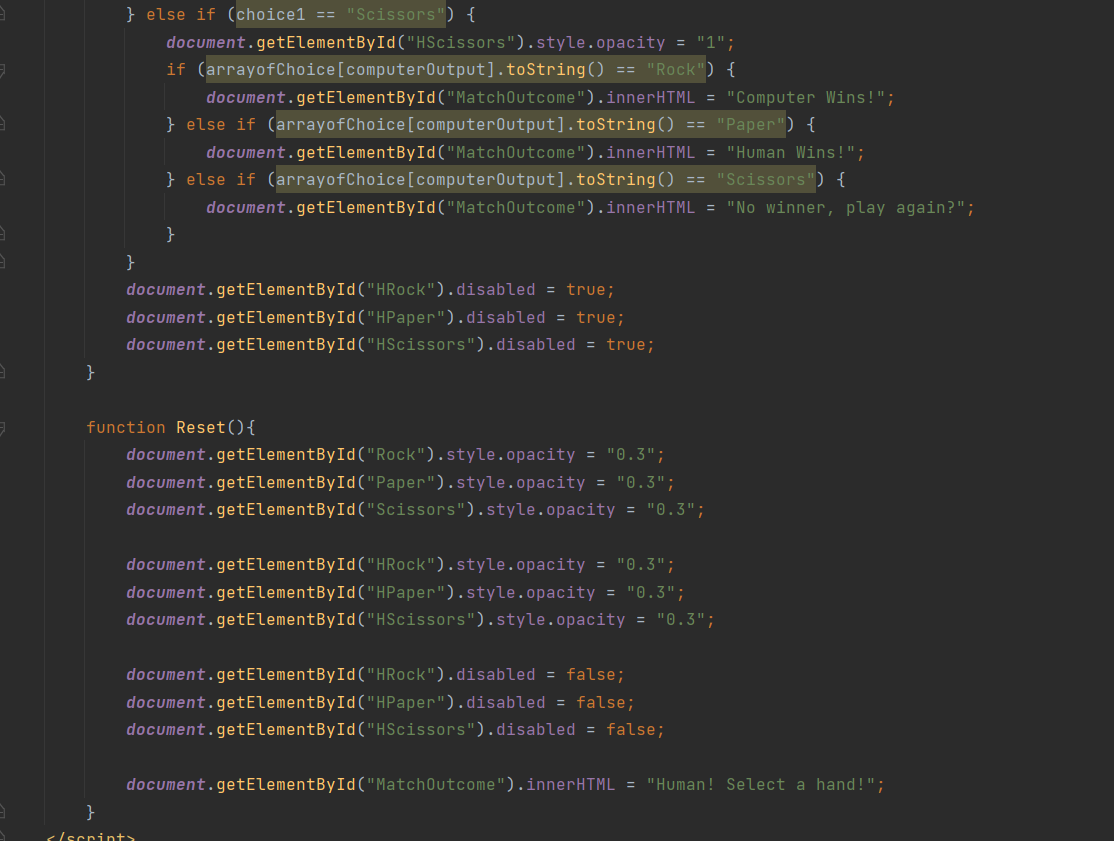 } else if (choice1 == "Scissors") {
document.getElementById("HScissors").style.opacity = "1";
if (arrayofChoice[computerOutput].toString() == "Rock") {
document.getElementById("MatchOutcome").innerHTML = "Computer Wins!";
} else if (arrayofChoice[computerOutput].toString() == "Paper") {
document.getElementById("MatchOutcome").innerHTML = "Human Wins!";
} else if (arrayofChoice[computerOutput].toString() == "Scissors") {
document.getElementById("MatchOutcome").innerHTML = "No winner, play again?";
}
}
document.getElementById("HRock").disabled = true;
document.getElementById("HPaper").disabled = true;
document.getElementById("HScissors").disabled = true;
}
function Reset(){
document.getElementById("Rock").style.opacity = "0.3";
document.getElementById("Paper").style.opacity = "0.3";
document.getElementById("Scissors").style.opacity = "0.3";
document.getElementById("HRock").style.opacity = "0.3";
document.getElementById("HPaper").style.opacity = "0.3";
document.getElementById("HScissors").style.opacity = "0.3";
document.getElementById("HRock").disabled = false;
document.getElementById("HPaper").disabled = false;
document.getElementById("HScissors").disabled = false;
document.getElementById("MatchOutcome").innerHTML = "Human! Select a hand!";
}
</script>